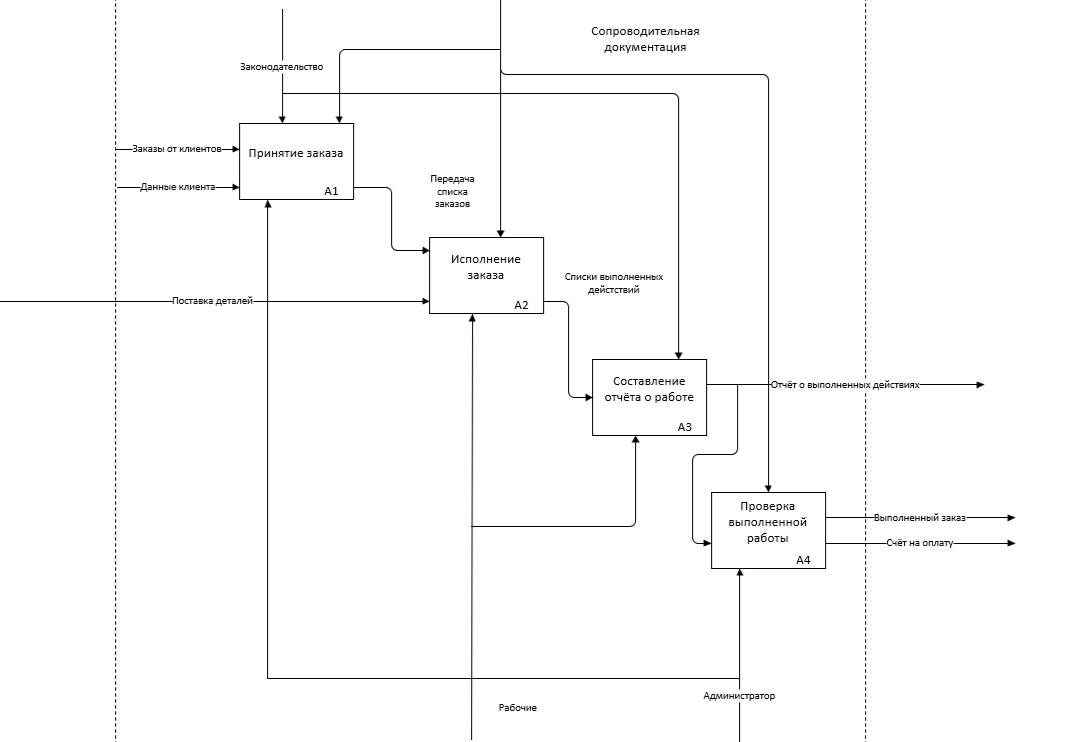 Сопроводительная
документация
Законодательство
Заказы от клиентов
Принятие заказа
Данные клиента
A1
Передача
списка
заказов
Исполнение
заказа
Списки выполненных
дейстствий
Поставка деталей
A2
Составление
отчёта о работе
Отчёт о выполненных действиях
A3
Проверка
выполненной
работы
Выполненный заказ
Счёт на оплату
A4
Администратор
Рабочие